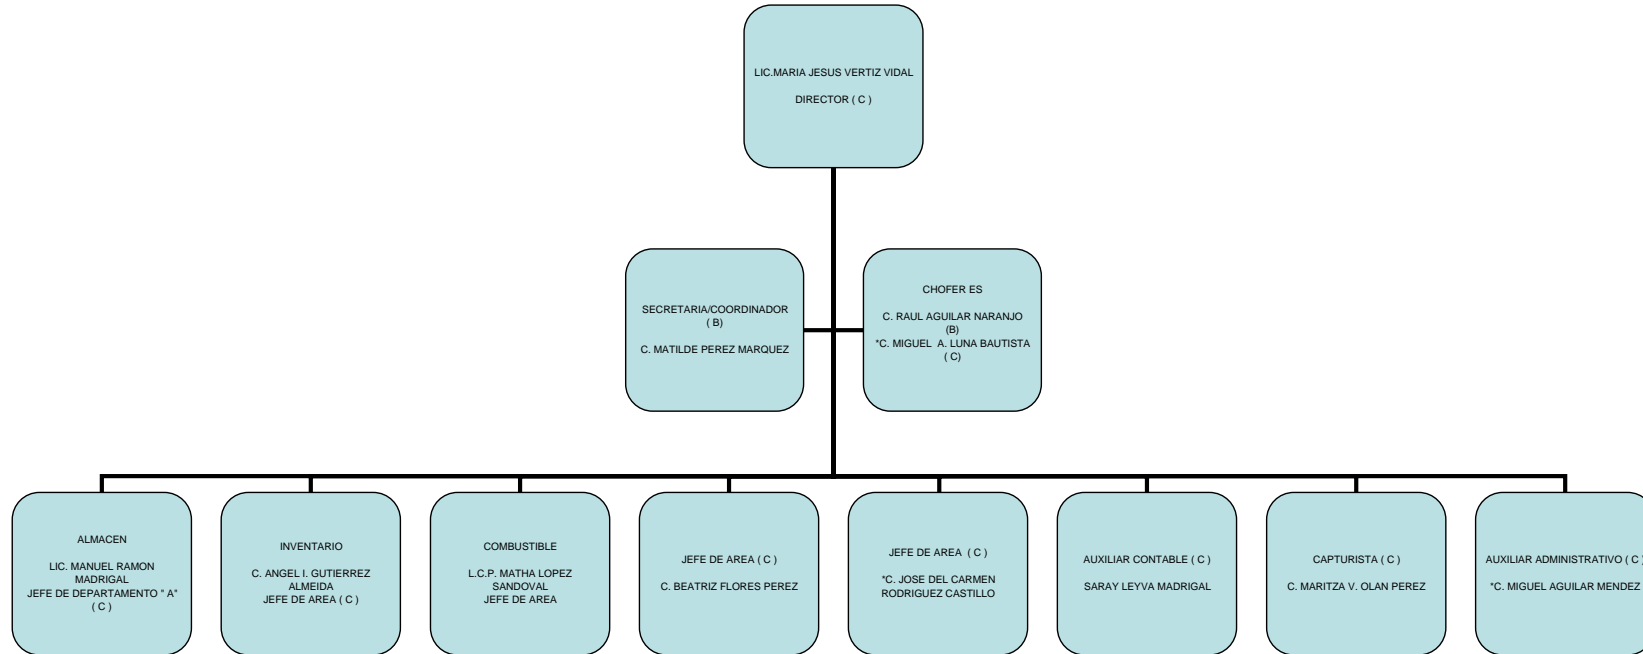 LIC.MARIA JESUS VERTIZ VIDAL
DIRECTOR ( C )
SECRETARIA/COORDINADOR
( B)
C. MATILDE PEREZ MARQUEZ
CHOFER ES
C. RAUL AGUILAR NARANJO
(B)
*C. MIGUEL A. LUNA BAUTISTA
( C)
ALMACEN
LIC. MANUEL RAMON
MADRIGAL
JEFE DE DEPARTAMENTO " A"
( C )
INVENTARIO
C. ANGEL I. GUTIERREZ
ALMEIDA
JEFE DE AREA ( C )
COMBUSTIBLE
L.C.P. MATHA LOPEZ
SANDOVAL
JEFE DE AREA
JEFE DE AREA ( C )
C. BEATRIZ FLORES PEREZ
JEFE DE AREA ( C )
*C. JOSE DEL CARMEN
RODRIGUEZ CASTILLO
AUXILIAR CONTABLE ( C )
SARAY LEYVA MADRIGAL
CAPTURISTA ( C )
C. MARITZA V. OLAN PEREZ
AUXILIAR ADMINISTRATIVO ( C )
*C. MIGUEL AGUILAR MENDEZ